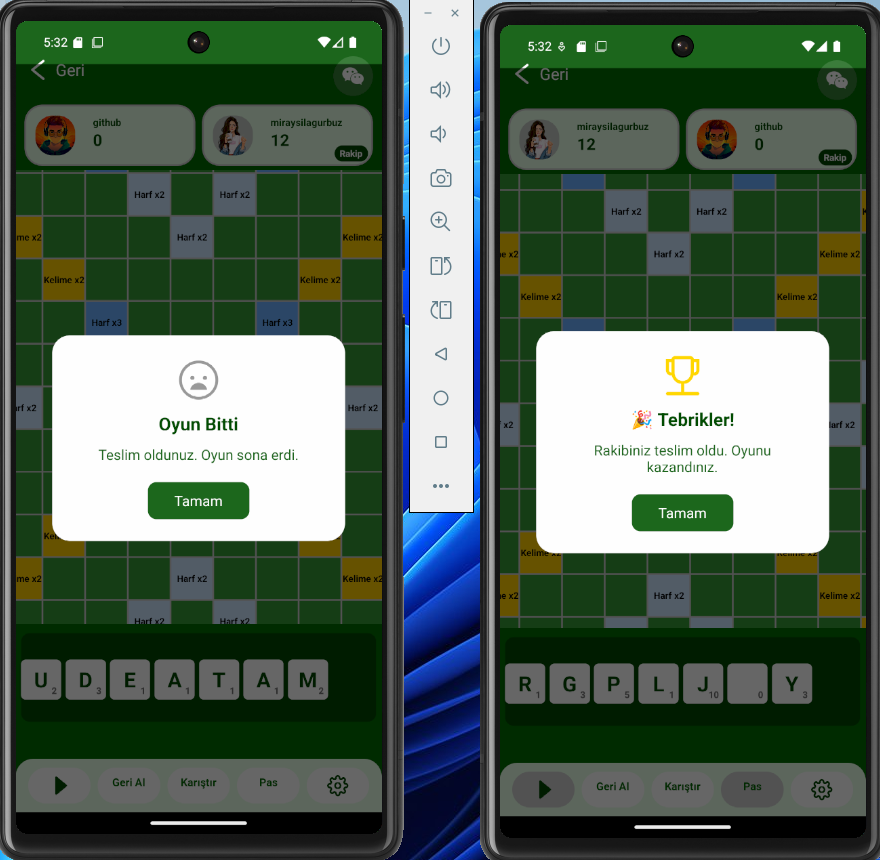 5:32
Geri
github
0
miraysilagurbuz
12
Rakip
Harf x2
Harf x2
me x2
Harf x2
Kelime x2
Kelime x2
Kelime x2
Harf x3
Harf x3
arf x2
Harf x2
Oyun Bitti
Teslim oldunuz. Oyun sona erdi.
Tamam
me x2
Harf x2
Kelime x2
Harf x2
Harf x2
U 2
D 3
E 1
A 1
T 1
A 1
M 2
Geri Al
Karıştır
Pas
5:32
Geri
miraysilagurbuz
12
github
0
Rakip
Harf x2
Harf x2
e x2
Harf x2
Kelime x2
Kelime x2
Kelime x2
x2
arf x2
🎉 Tebrikler!
Rakibiniz teslim oldu. Oyunu
kazandınız.
Tamam
Kelime x2
Kelime x2
e x2
Harf x2
Kelime x2
R 1
G 3
P 5
L 1
J 10
0
Y 3
Geri Al
Karıştır
Pas